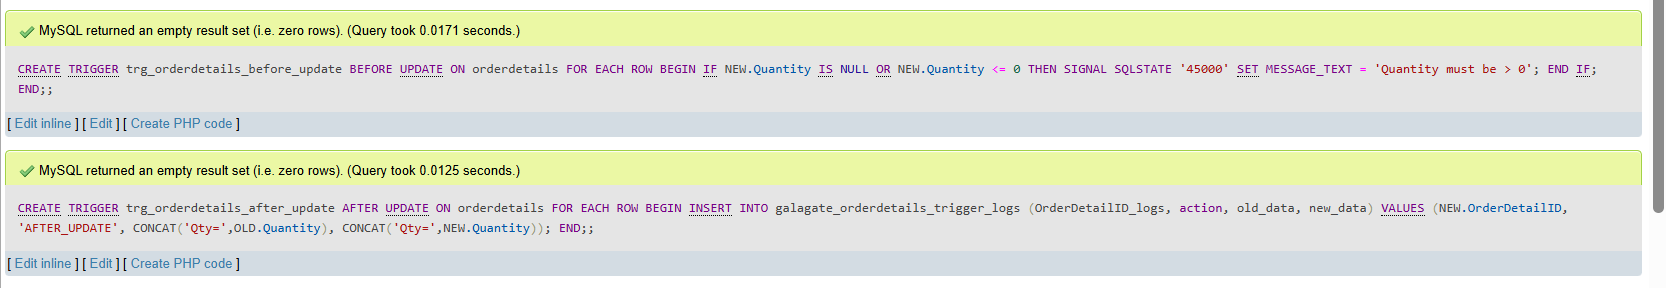 MySQL returned an empty result set (i.e. zero rows). (Query took 0.0171 seconds.)
CREATE TRIGGER trg_orderdetails_before_update BEFORE UPDATE ON orderdetails FOR EACH ROW BEGIN IF NEW.Quantity IS NULL OR NEW.Quantity <= 0 THEN SIGNAL SQLSTATE '45000' SET MESSAGE_TEXT = 'Quantity must be > 0'; END IF;
END;;
[ Edit inline ] [ Edit ] [ Create PHP code ]
MySQL returned an empty result set (i.e. zero rows). (Query took 0.0125 seconds.)
CREATE TRIGGER trg_orderdetails_after_update AFTER UPDATE ON orderdetails FOR EACH ROW BEGIN INSERT INTO galagate_orderdetails_trigger_logs (OrderDetailID_logs, action, old_data, new_data) VALUES (NEW.OrderDetailID,
'AFTER_UPDATE', CONCAT('Qty=',OLD.Quantity), CONCAT('Qty=',NEW.Quantity)); END;;
[ Edit inline ] [ Edit ] [ Create PHP code ]